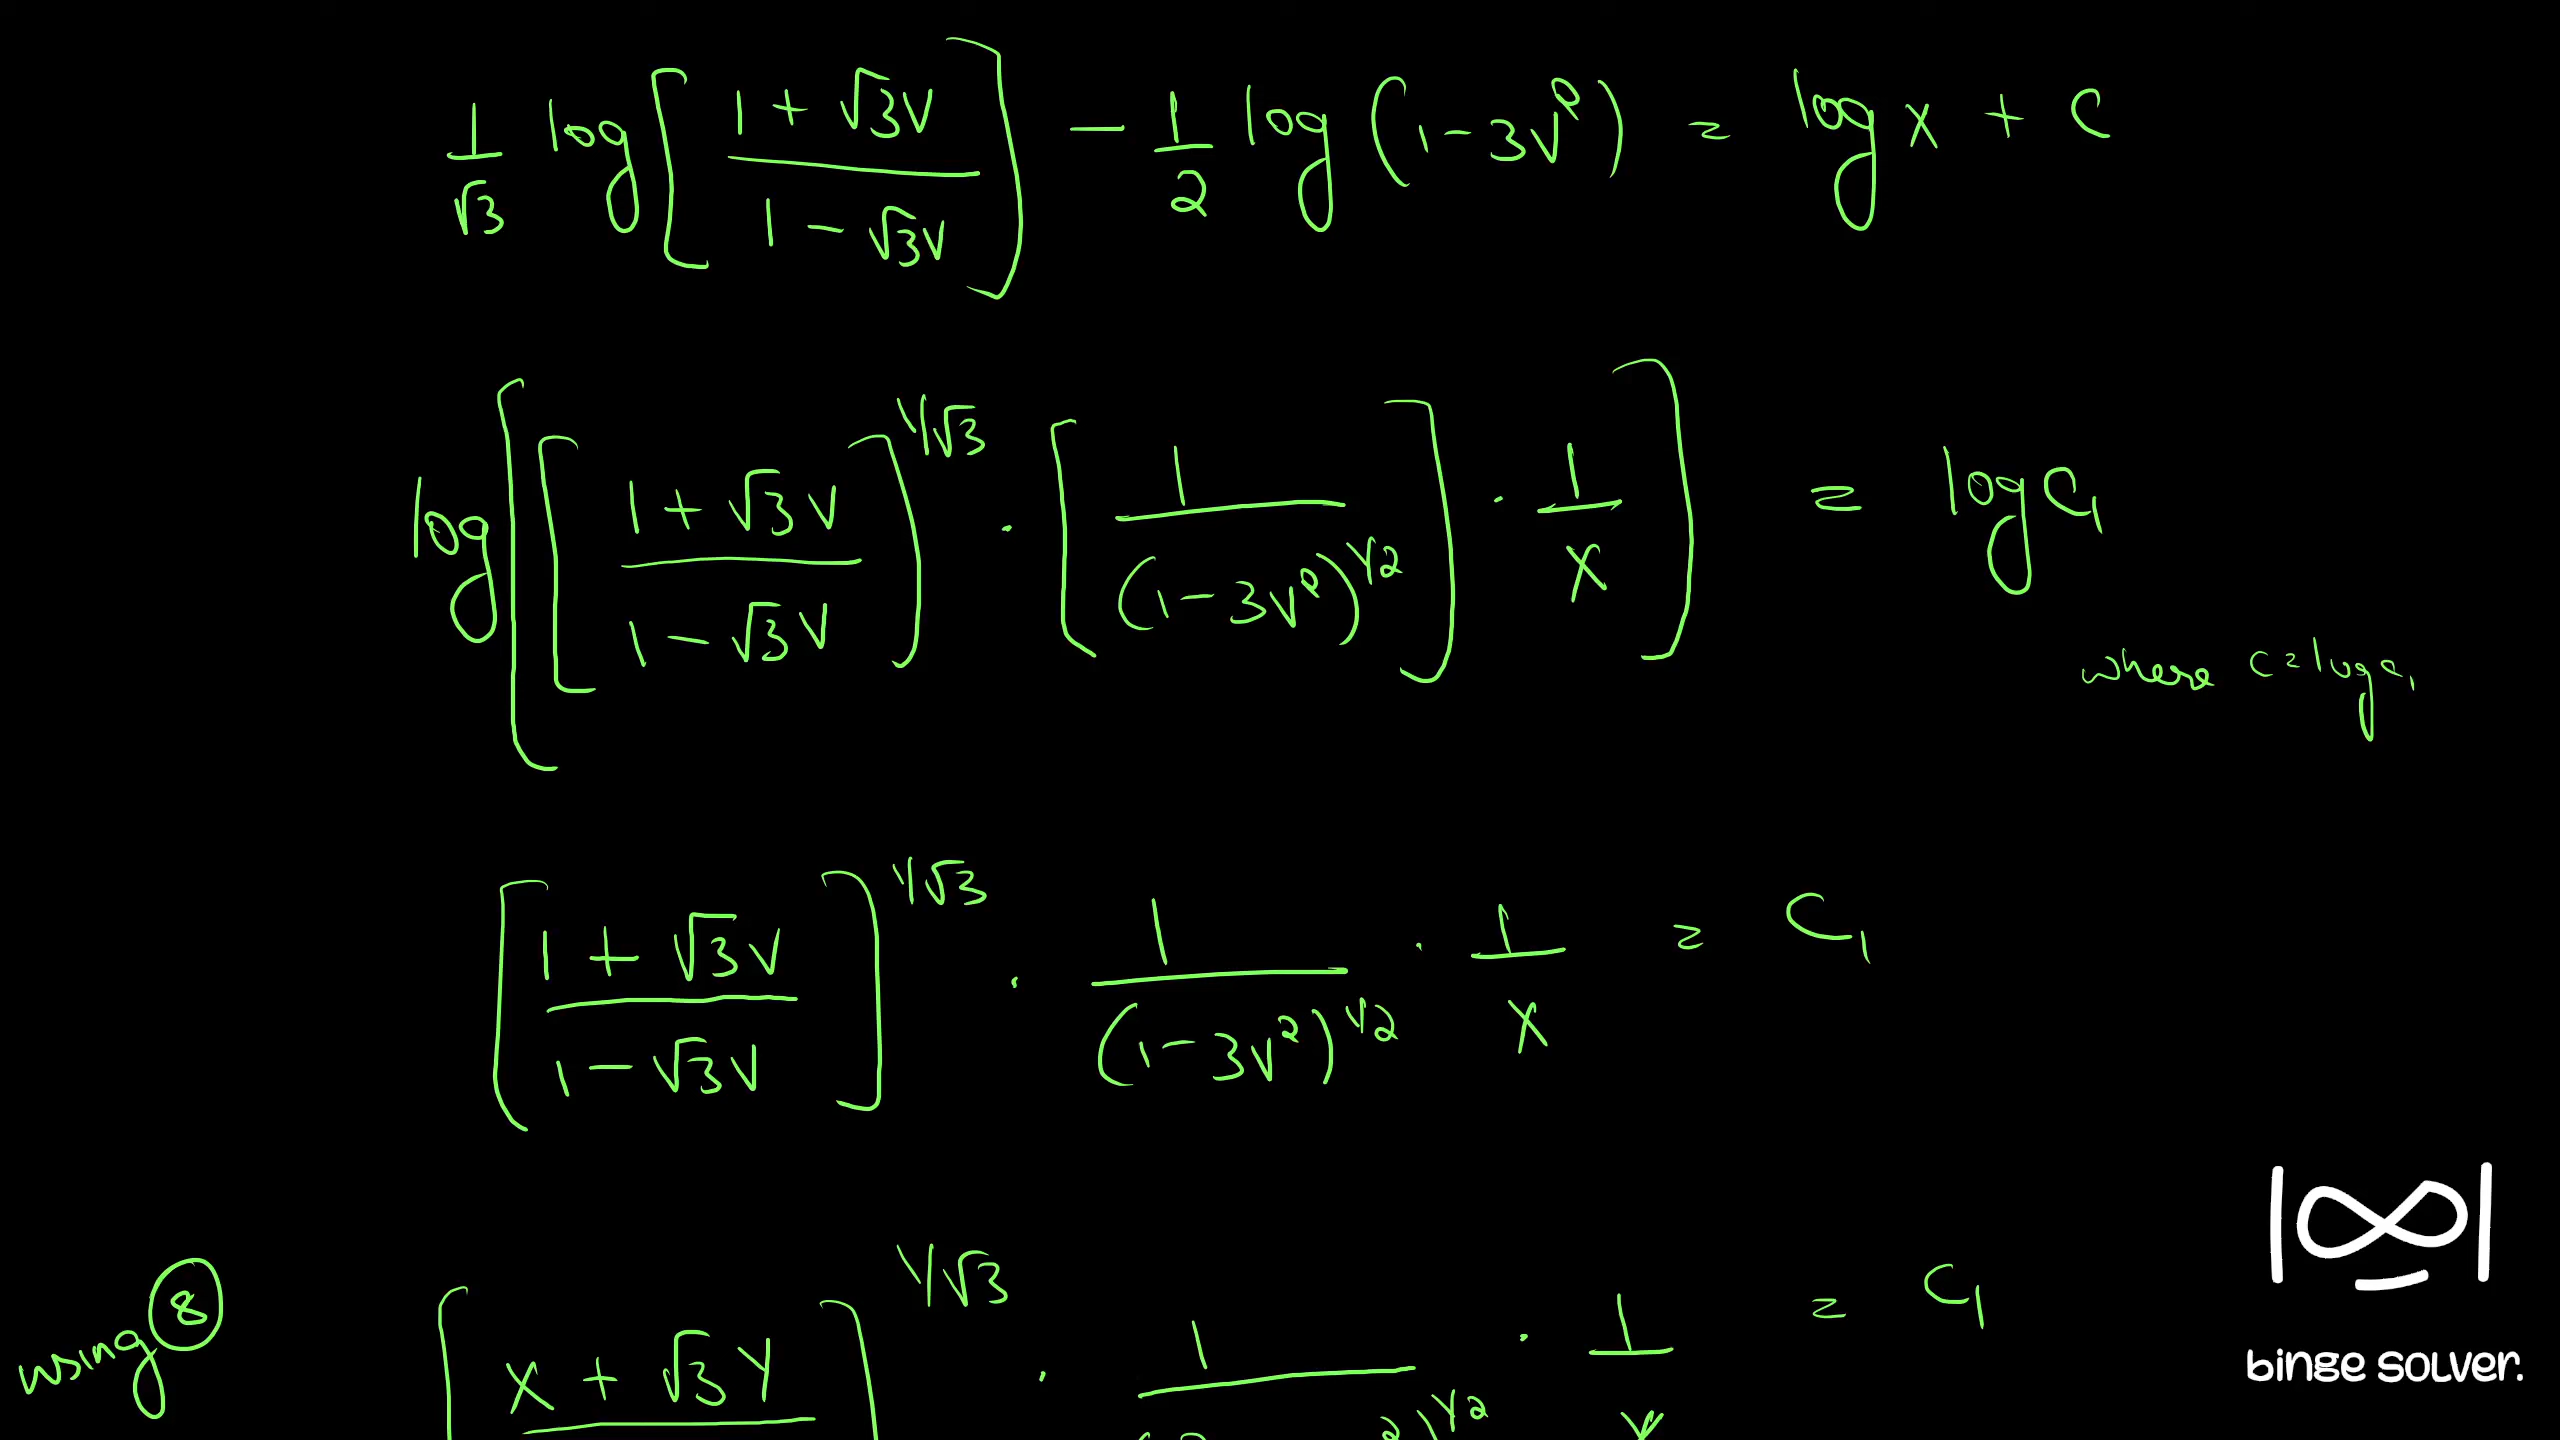 1/√3 log[(1 + √3V)/(1 - √3V)] - 1/2 log(1 - 3V²) = log X + C
log[[(1 + √3V)/(1 - √3V)]^(1/√3) · [1/(1 - 3V²)^(1/2)] · 1/X] = log C₁
where C = log C₁
[(1 + √3V)/(1 - √3V)]^(1/√3) · 1/(1 - 3V²)^(1/2) · 1/X = C₁
using ⑧ [X + √3Y]^(1/√3) · 1/ · 1/X = C₁
binge solver.